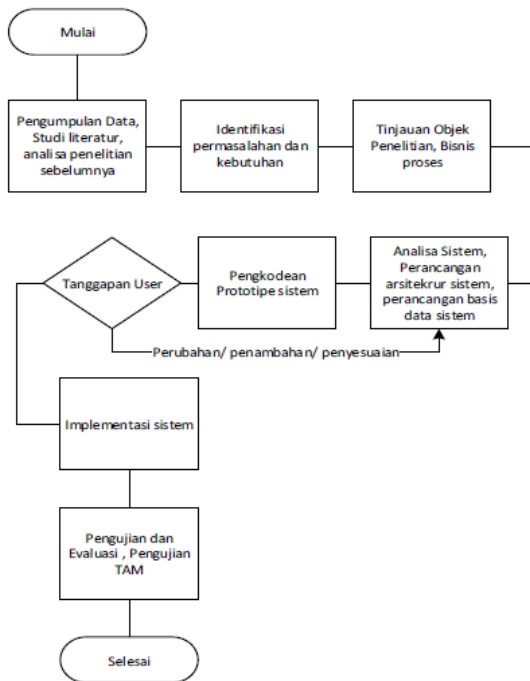 Mulai
Pengumpulan Data,
Studi literatur,
analisa penelitian
sebelumnya
Identifikasi
permasalahan dan
kebutuhan
Tinjauan Objek
Penelitian, Bisnis
proses
Tanggapan User
Pengkodean
Prototipe sistem
Analisa Sistem,
Perancangan
arsitekrur sistem,
perancangan basis
data sistem
Perubahan/ penambahan/ penyesuaian
Implementasi sistem
Pengujian dan
Evaluasi , Pengujian
TAM
Selesai